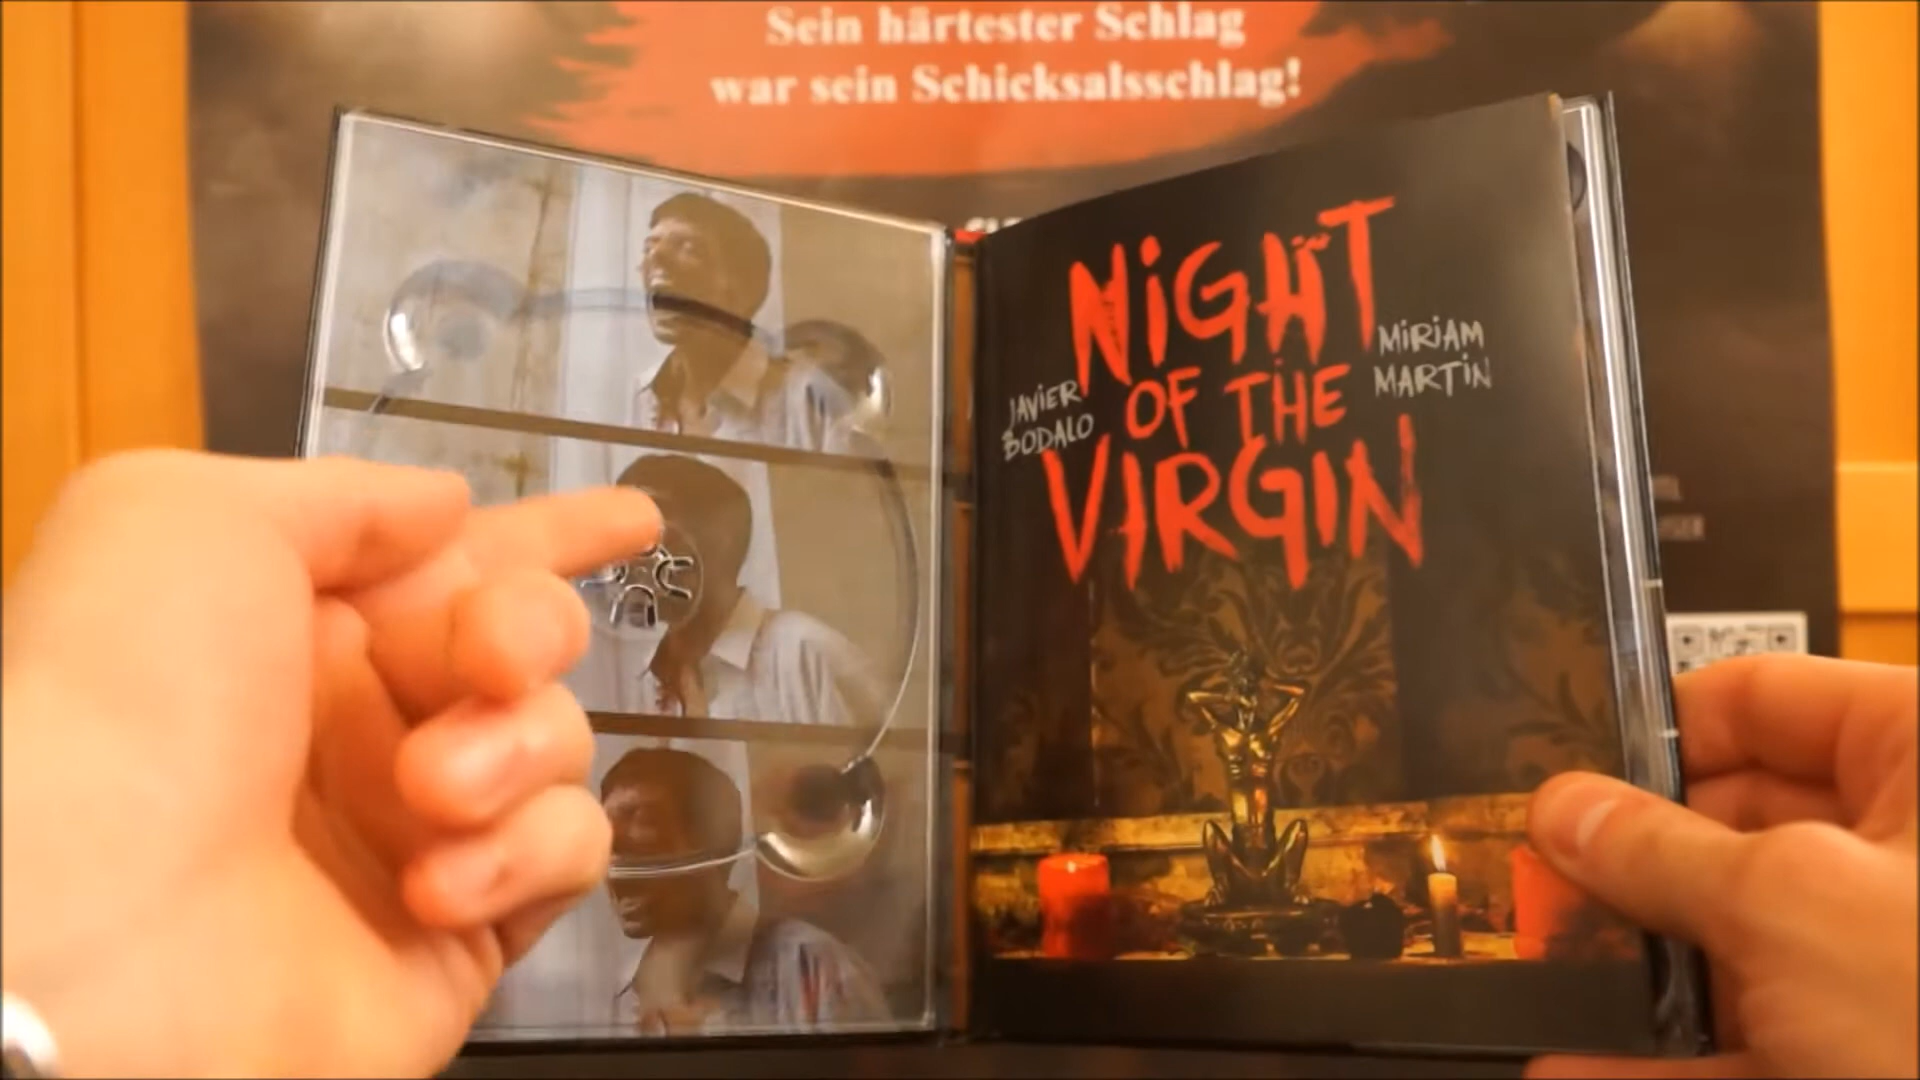 Sein härtester Schlag
war sein Schicksalsschlag!
NiGHT
OF THE
VIRGIN
JAViER
BODALO
MiRiAM
MARTiN